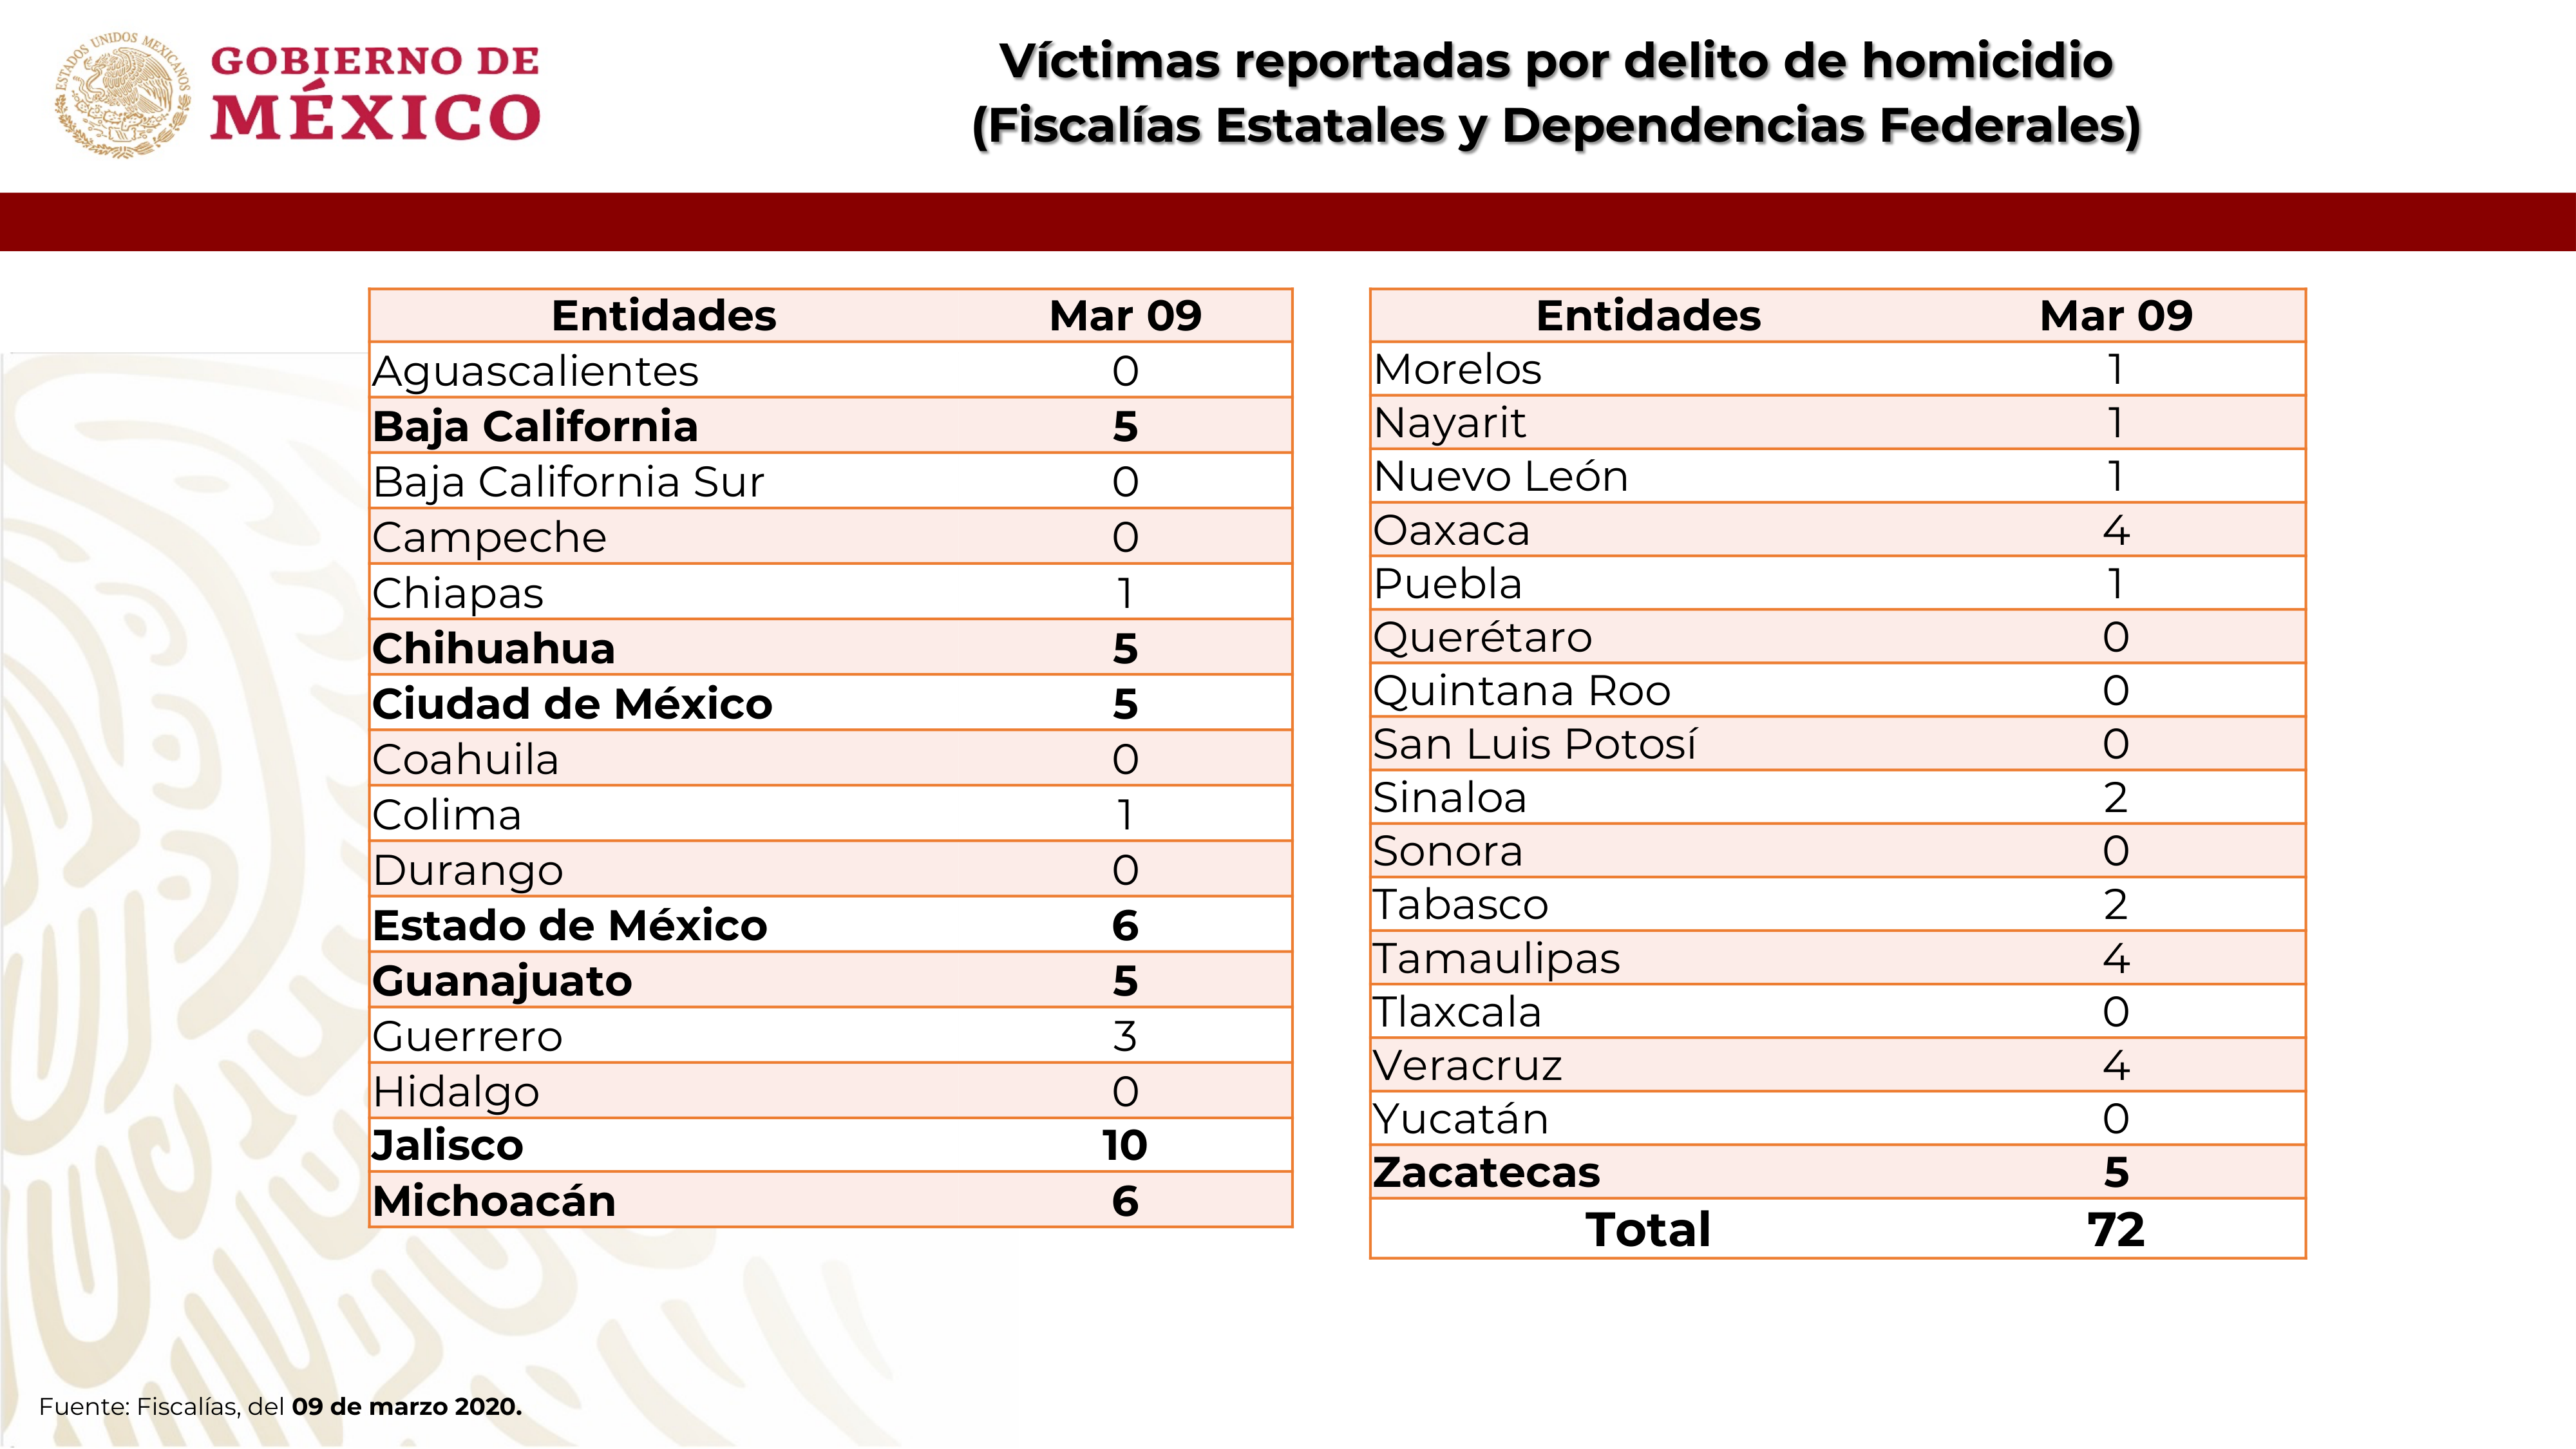 ESTADOS UNIDOS MEXICANOS
GOBIERNO DE
MÉXICO
Víctimas reportadas por delito de homicidio
(Fiscalías Estatales y Dependencias Federales)
Entidades Mar 09
Aguascalientes 0
Baja California 5
Baja California Sur 0
Campeche 0
Chiapas 1
Chihuahua 5
Ciudad de México 5
Coahuila 0
Colima 1
Durango 0
Estado de México 6
Guanajuato 5
Guerrero 3
Hidalgo 0
Jalisco 10
Michoacán 6
Entidades Mar 09
Morelos 1
Nayarit 1
Nuevo León 1
Oaxaca 4
Puebla 1
Querétaro 0
Quintana Roo 0
San Luis Potosí 0
Sinaloa 2
Sonora 0
Tabasco 2
Tamaulipas 4
Tlaxcala 0
Veracruz 4
Yucatán 0
Zacatecas 5
Total 72
Fuente: Fiscalías, del 09 de marzo 2020.